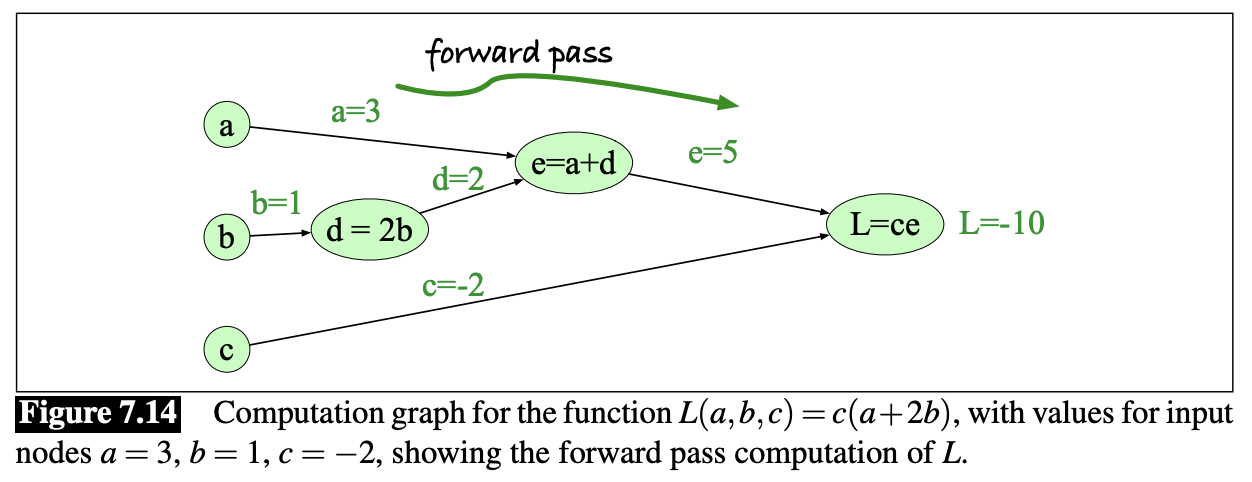 forward pass
a=3
a
e=a+d
e=5
d=2
b=1
b
d = 2b
L=ce
L=-10
c=-2
c
Figure 7.14 Computation graph for the function L(a,b,c) = c(a+2b), with values for input
nodes a = 3, b = 1, c = −2, showing the forward pass computation of L.